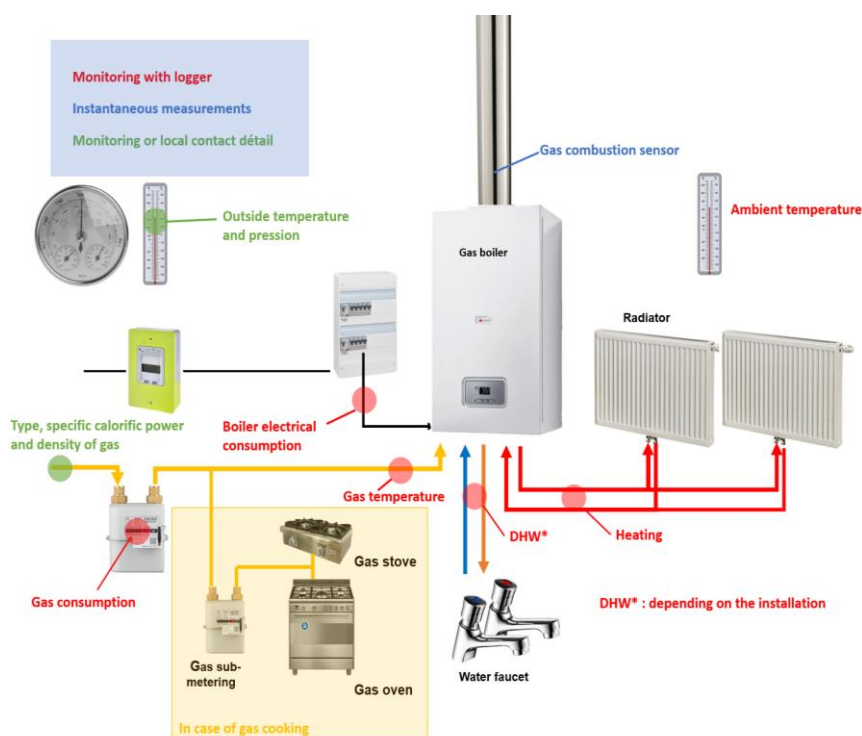 Monitoring with logger
Instantaneous measurements
Monitoring or local contact détail
Gas combustion sensor
Outside temperature
and pression
Ambient temperature
Gas boiler
Radiator
Type, specific calorific power
and density of gas
Boiler electrical
consumption
Gas temperature
DHW*
Heating
Gas consumption
Gas stove
Gas sub-
metering
Gas oven
Water faucet
DHW* : depending on the installation
In case of gas cooking